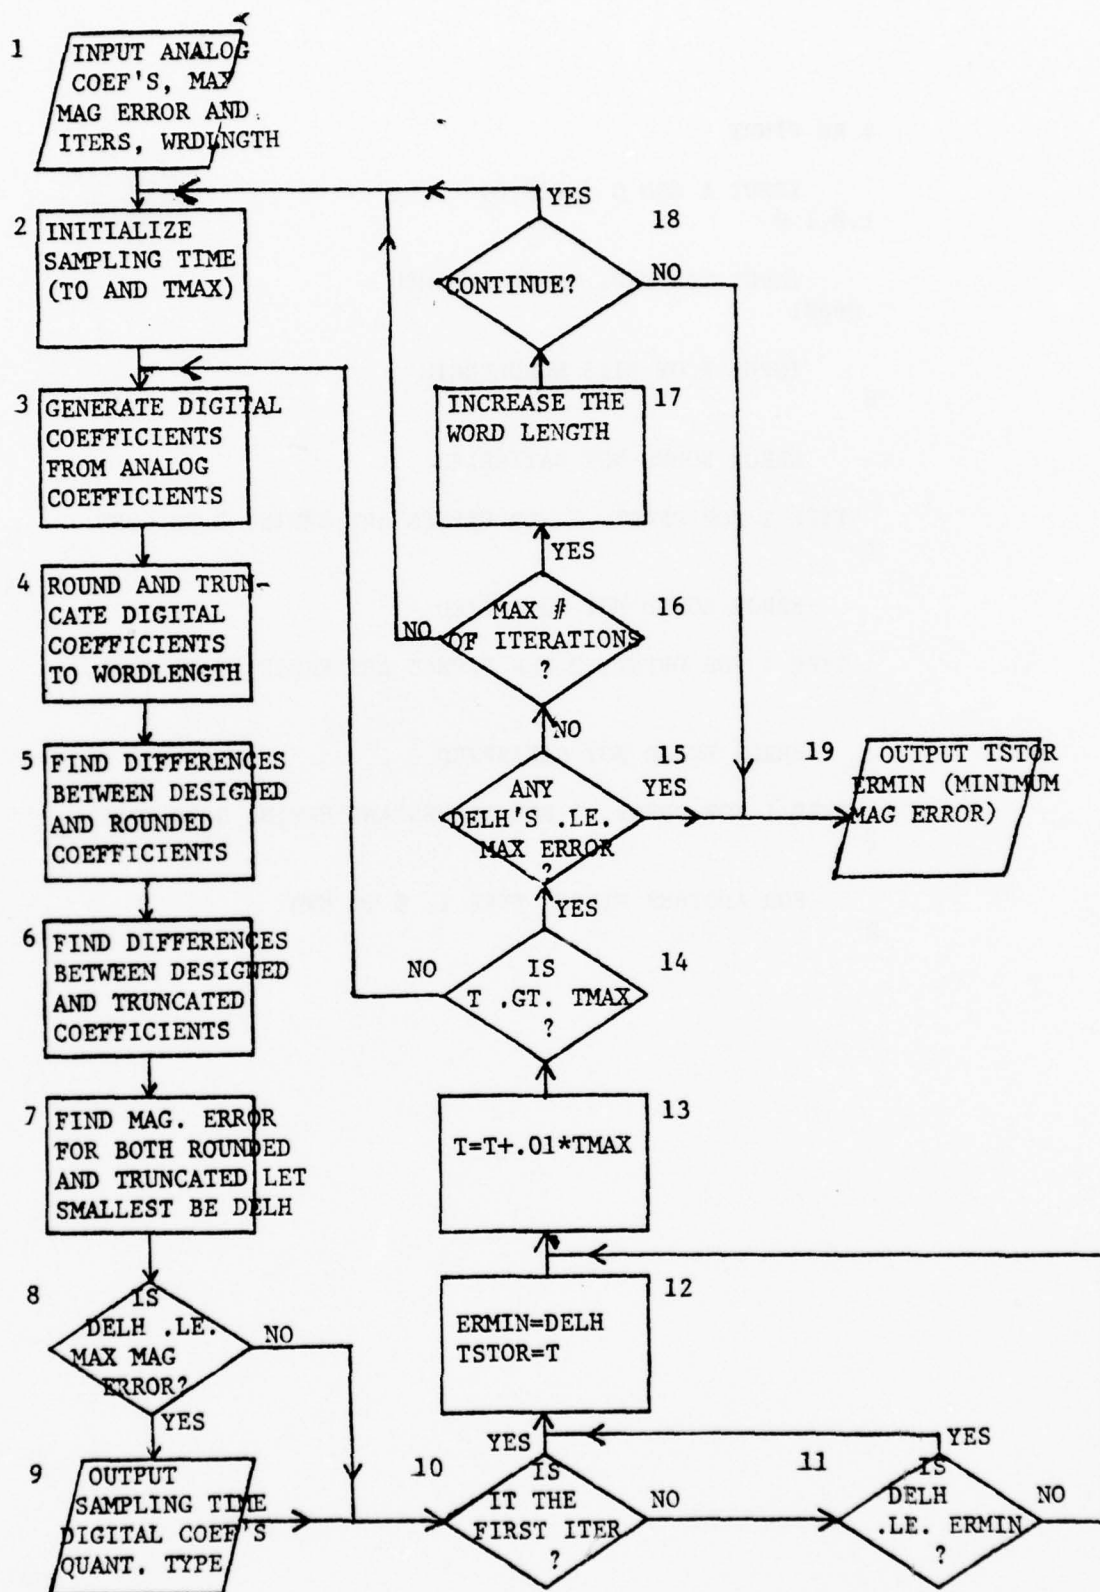 1
INPUT ANALOG
COEF'S, MAX
MAG ERROR AND
ITERS, WRDLNGTH
2
INITIALIZE
SAMPLING TIME
(TO AND TMAX)
3
GENERATE DIGITAL
COEFFICIENTS
FROM ANALOG
COEFFICIENTS
4
ROUND AND TRUN-
CATE DIGITAL
COEFFICIENTS
TO WORDLENGTH
5
FIND DIFFERENCES
BETWEEN DESIGNED
AND ROUNDED
COEFFICIENTS
6
FIND DIFFERENCES
BETWEEN DESIGNED
AND TRUNCATED
COEFFICIENTS
7
FIND MAG. ERROR
FOR BOTH ROUNDED
AND TRUNCATED LET
SMALLEST BE DELH
8
IS
DELH .LE.
MAX MAG
ERROR?
NO
YES
9
OUTPUT
SAMPLING TIME
DIGITAL COEF'S
QUANT. TYPE
10
IS
IT THE
FIRST ITER
?
YES
NO
11
IS
DELH
.LE. ERMIN
?
YES
NO
12
ERMIN=DELH
TSTOR=T
13
T=T+.01*TMAX
14
IS
T .GT. TMAX
?
NO
YES
15
ANY
DELH'S .LE.
MAX ERROR
?
YES
NO
16
MAX #
OF ITERATIONS
?
NO
YES
17
INCREASE THE
WORD LENGTH
18
CONTINUE?
YES
NO
19
OUTPUT TSTOR
ERMIN (MINIMUM
MAG ERROR)